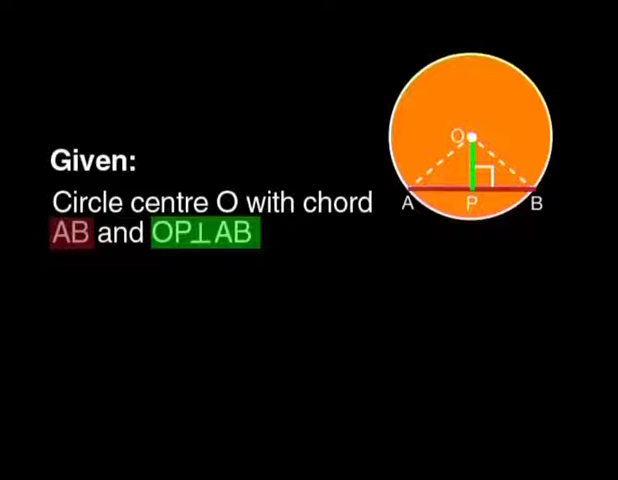 Given:
Circle centre O with chord
AB and OP⊥AB
O
A
P
B